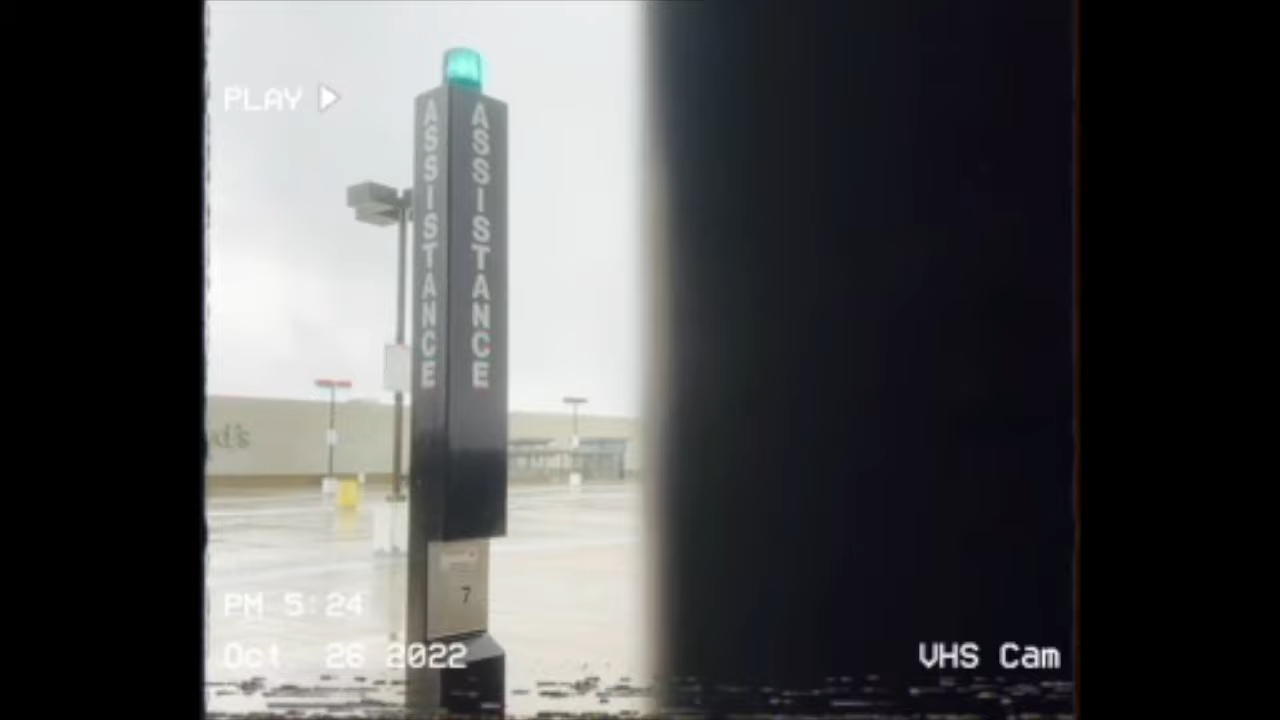 PLAY
ASSISTANCE
ASSISTANCE
7
PM 5:24
Oct 26 2022
VHS Cam